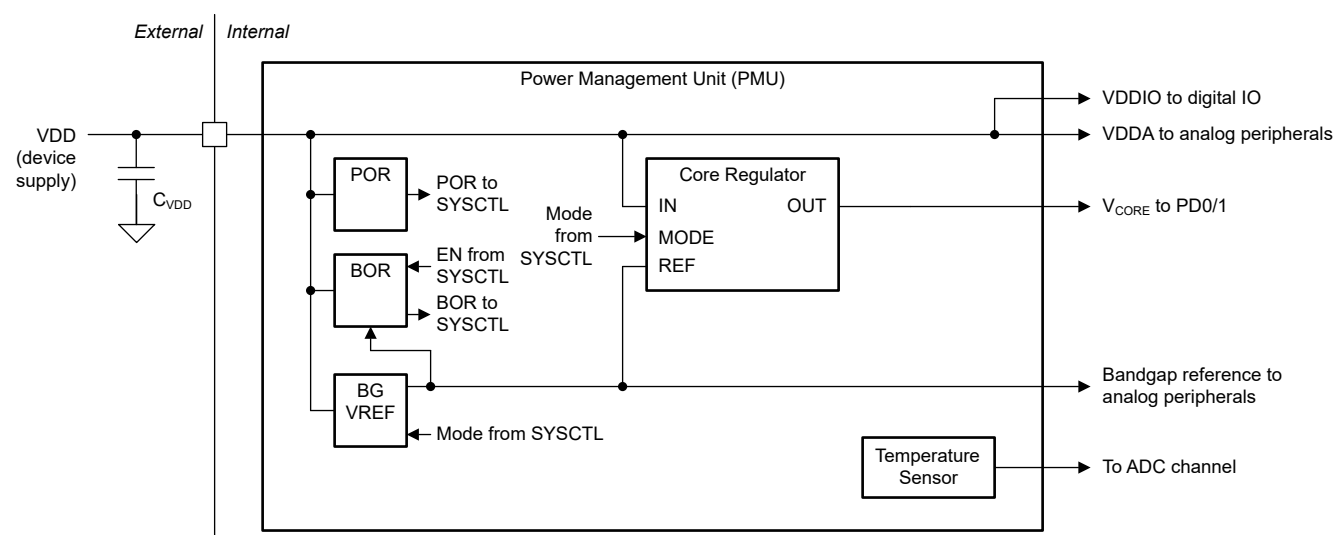 External
Internal
Power Management Unit (PMU)
VDDIO to digital IO
VDD
(device
supply)
VDDA to analog peripherals
CVDD
POR
POR to
SYSCTL
Core Regulator
IN
OUT
MODE
REF
Mode
from
SYSCTL
VCORE to PD0/1
BOR
EN from
SYSCTL
BOR to
SYSCTL
BG
VREF
Mode from SYSCTL
Bandgap reference to
analog peripherals
Temperature
Sensor
To ADC channel